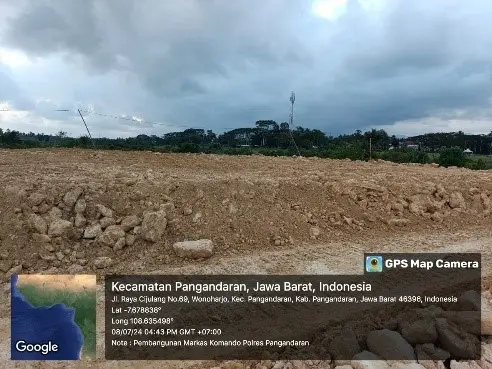 GPS Map Camera
Kecamatan Pangandaran, Jawa Barat, Indonesia
Jl. Raya Cijulang No.69, Wonoharjo, Kec. Pangandaran, Kab. Pangandaran, Jawa Barat 46396, Indonesia
Lat -7.678838°
Long 108.635498°
08/07/24 04:43 PM GMT +07:00
Note : Pembangunan Markas Komando Polres Pangandaran
Google